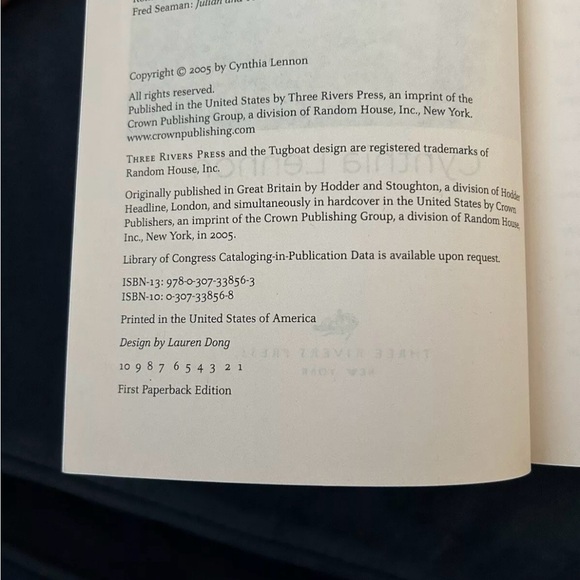 Fred Seaman: Julian and
Copyright © 2005 by Cynthia Lennon
All rights reserved.
Published in the United States by Three Rivers Press, an imprint of the
Crown Publishing Group, a division of Random House, Inc., New York.
www.crownpublishing.com
THREE RIVERS PRESS and the Tugboat design are registered trademarks of
Random House, Inc.
Originally published in Great Britain by Hodder and Stoughton, a division of Hodder
Headline, London, and simultaneously in hardcover in the United States by Crown
Publishers, an imprint of the Crown Publishing Group, a division of Random House,
Inc., New York, in 2005.
Library of Congress Cataloging-in-Publication Data is available upon request.
ISBN-13: 978-0-307-33856-3
ISBN-10: 0-307-33856-8
Printed in the United States of America
Design by Lauren Dong
10 9 8 7 6 5 4 3 2 1
First Paperback Edition